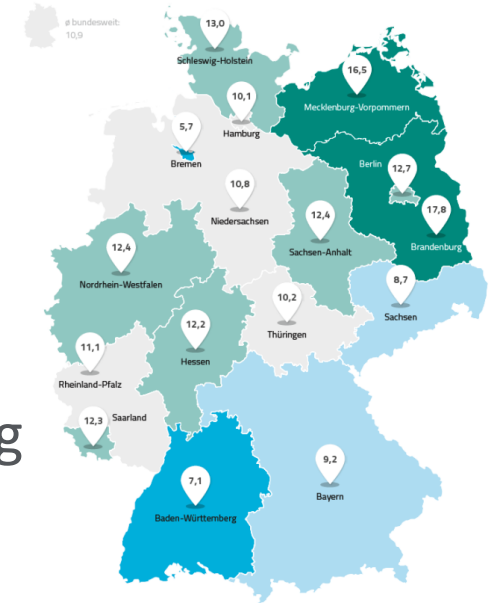 ø bundesweit:
10,9
13,0
Schleswig-Holstein
16,5
Mecklenburg-Vorpommern
10,1
Hamburg
5,7
Bremen
Berlin
12,7
10,8
Niedersachsen
17,8
Brandenburg
12,4
Sachsen-Anhalt
12,4
Nordrhein-Westfalen
8,7
Sachsen
10,2
Thüringen
12,2
Hessen
11,1
Rheinland-Pfalz
12,3
Saarland
g
7,1
Baden-Württemberg
9,2
Bayern